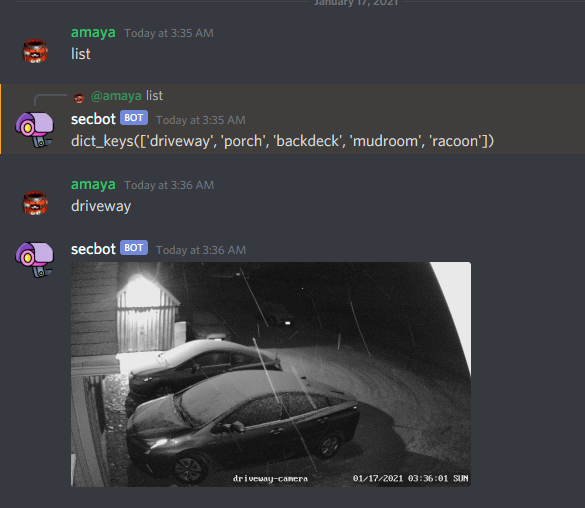 January 17, 2021
amaya Today at 3:35 AM
list
@amaya list
secbot BOT Today at 3:35 AM
dict_keys(['driveway', 'porch', 'backdeck', 'mudroom', 'racoon'])
amaya Today at 3:36 AM
driveway
secbot BOT Today at 3:36 AM
driveway-camera 01/17/2021 03:36:01 SUN